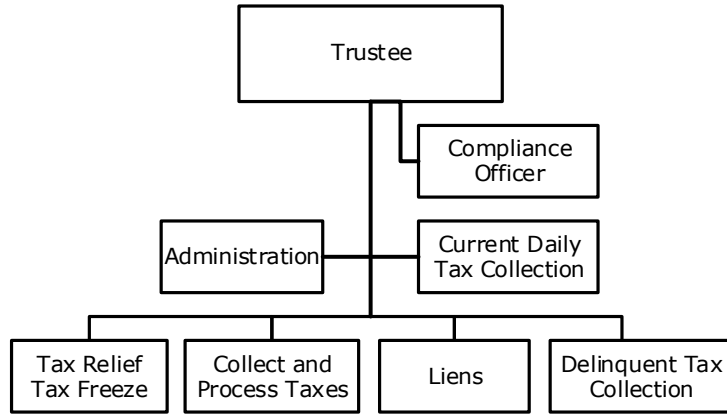 Trustee
Compliance
Officer
Administration
Current Daily
Tax Collection
Tax Relief
Tax Freeze
Collect and
Process Taxes
Liens
Delinquent Tax
Collection